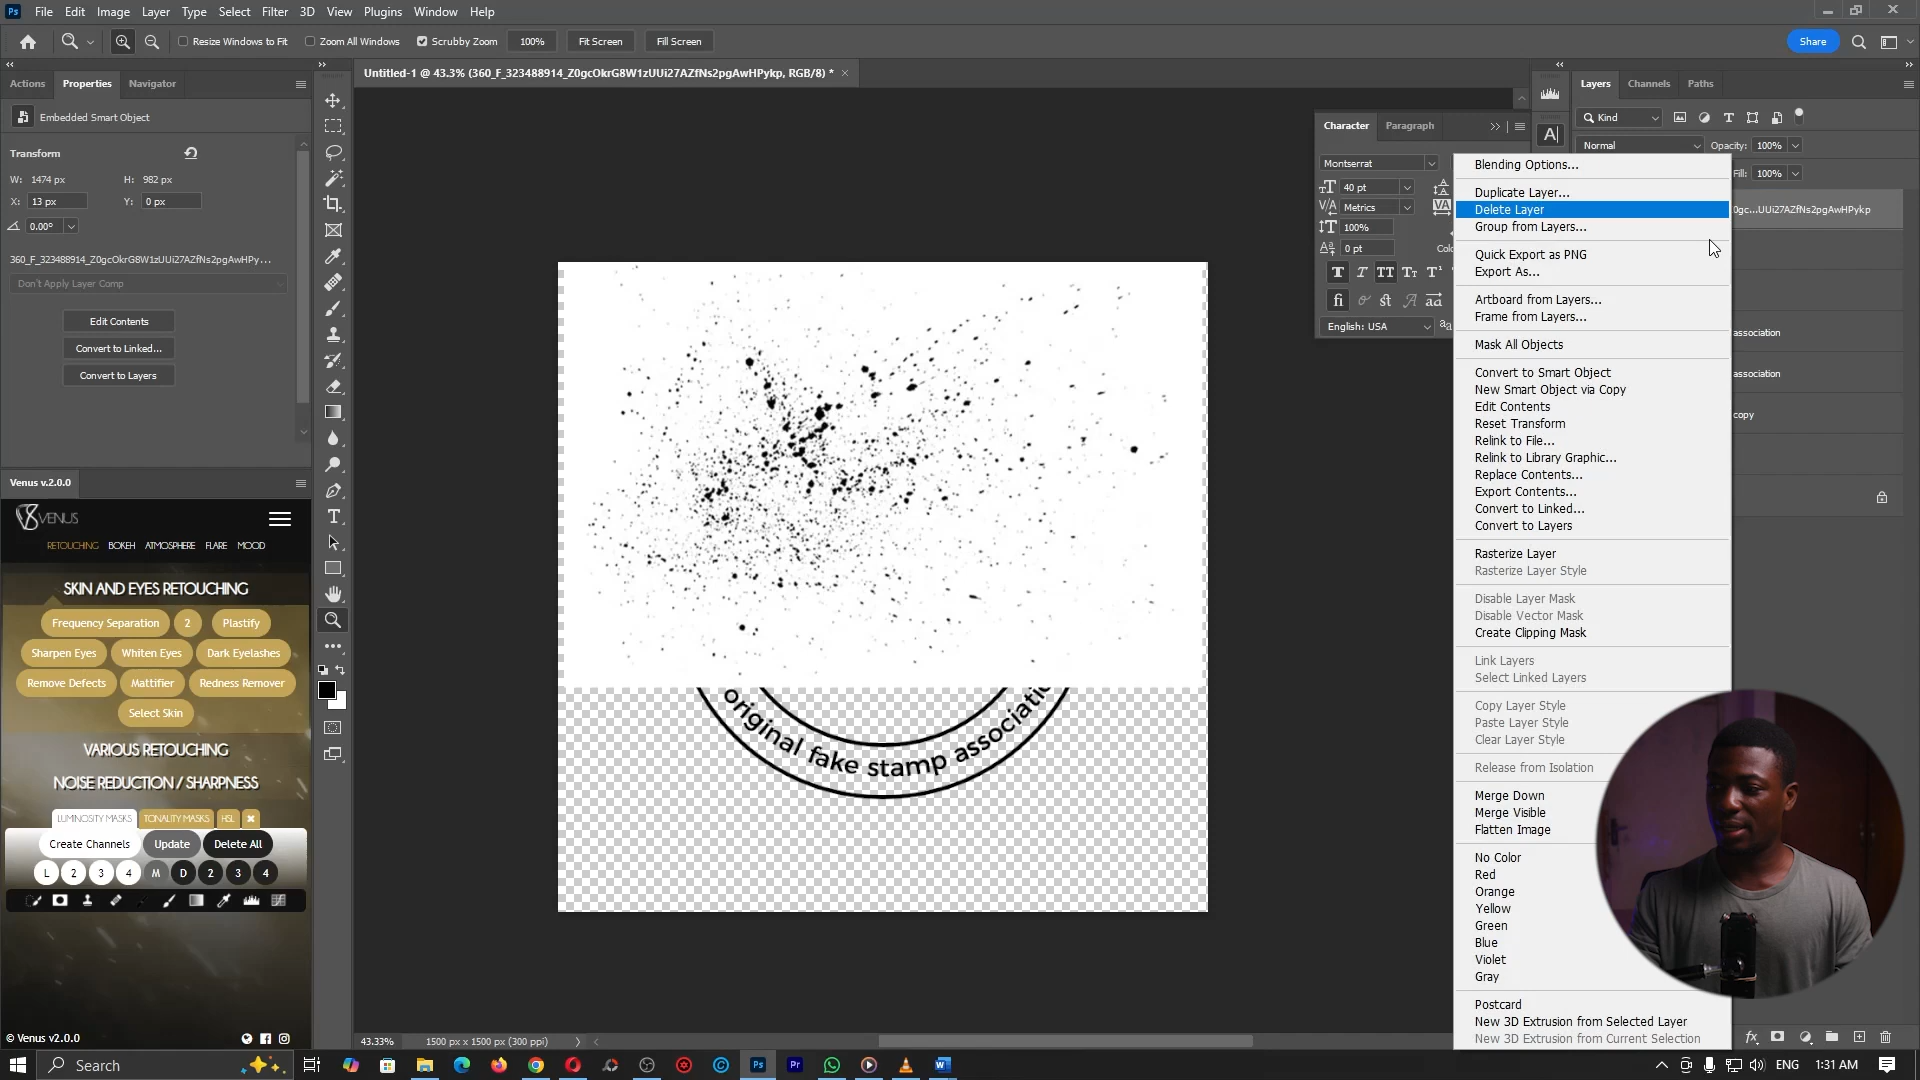 Ps File Edit Image Layer Type Select Filter 3D View Plugins Window Help
Resize Windows to Fit Zoom All Windows Scrubby Zoom 100% Fit Screen Fill Screen Share
Actions Properties Navigator
Untitled-1 @ 43.3% (360_F_323488914_Z0gcOkrG8W1zUUi27AZfNs2pgAwHPykp, RGB/8) *
Embedded Smart Object
Transform
W: 1474 px H: 982 px
X: 13 px Y: 0 px
0.00°
360_F_323488914_Z0gcOkrG8W1zUUi27AZfNs2pgAwHPy...
Don't Apply Layer Comp
Edit Contents
Convert to Linked...
Convert to Layers
Venus v.2.0.0
VENUS
RETOUCHING BOKEH ATMOSPHERE FLARE MOOD
SKIN AND EYES RETOUCHING
Frequency Separation 2 Plastify
Sharpen Eyes Whiten Eyes Dark Eyelashes
Remove Defects Mattifier Redness Remover
Select Skin
VARIOUS RETOUCHING
NOISE REDUCTION / SHARPNESS
LUMINOSITY MASKS TONALITY MASKS HSL
Create Channels Update Delete All
L 2 3 4 M D 2 3 4
© Venus v2.0.0
original fake stamp associatio
43.33% 1500 px x 1500 px (300 ppi)
Character Paragraph
Montserrat
40 pt
Metrics
100%
0 pt
English: USA
Layers Channels Paths
Kind
Normal Opacity: 100%
Fill: 100%
0gc...UUi27AZfNs2pgAwHPykp
association
association
copy
Blending Options...
Duplicate Layer...
Delete Layer
Group from Layers...
Quick Export as PNG
Export As...
Artboard from Layers...
Frame from Layers...
Mask All Objects
Convert to Smart Object
New Smart Object via Copy
Edit Contents
Reset Transform
Relink to File...
Relink to Library Graphic...
Replace Contents...
Export Contents...
Convert to Linked...
Convert to Layers
Rasterize Layer
Rasterize Layer Style
Disable Layer Mask
Disable Vector Mask
Create Clipping Mask
Link Layers
Select Linked Layers
Copy Layer Style
Paste Layer Style
Clear Layer Style
Release from Isolation
Merge Down
Merge Visible
Flatten Image
No Color
Red
Orange
Yellow
Green
Blue
Violet
Gray
Postcard
New 3D Extrusion from Selected Layer
New 3D Extrusion from Current Selection
Search
ENG 1:31 AM